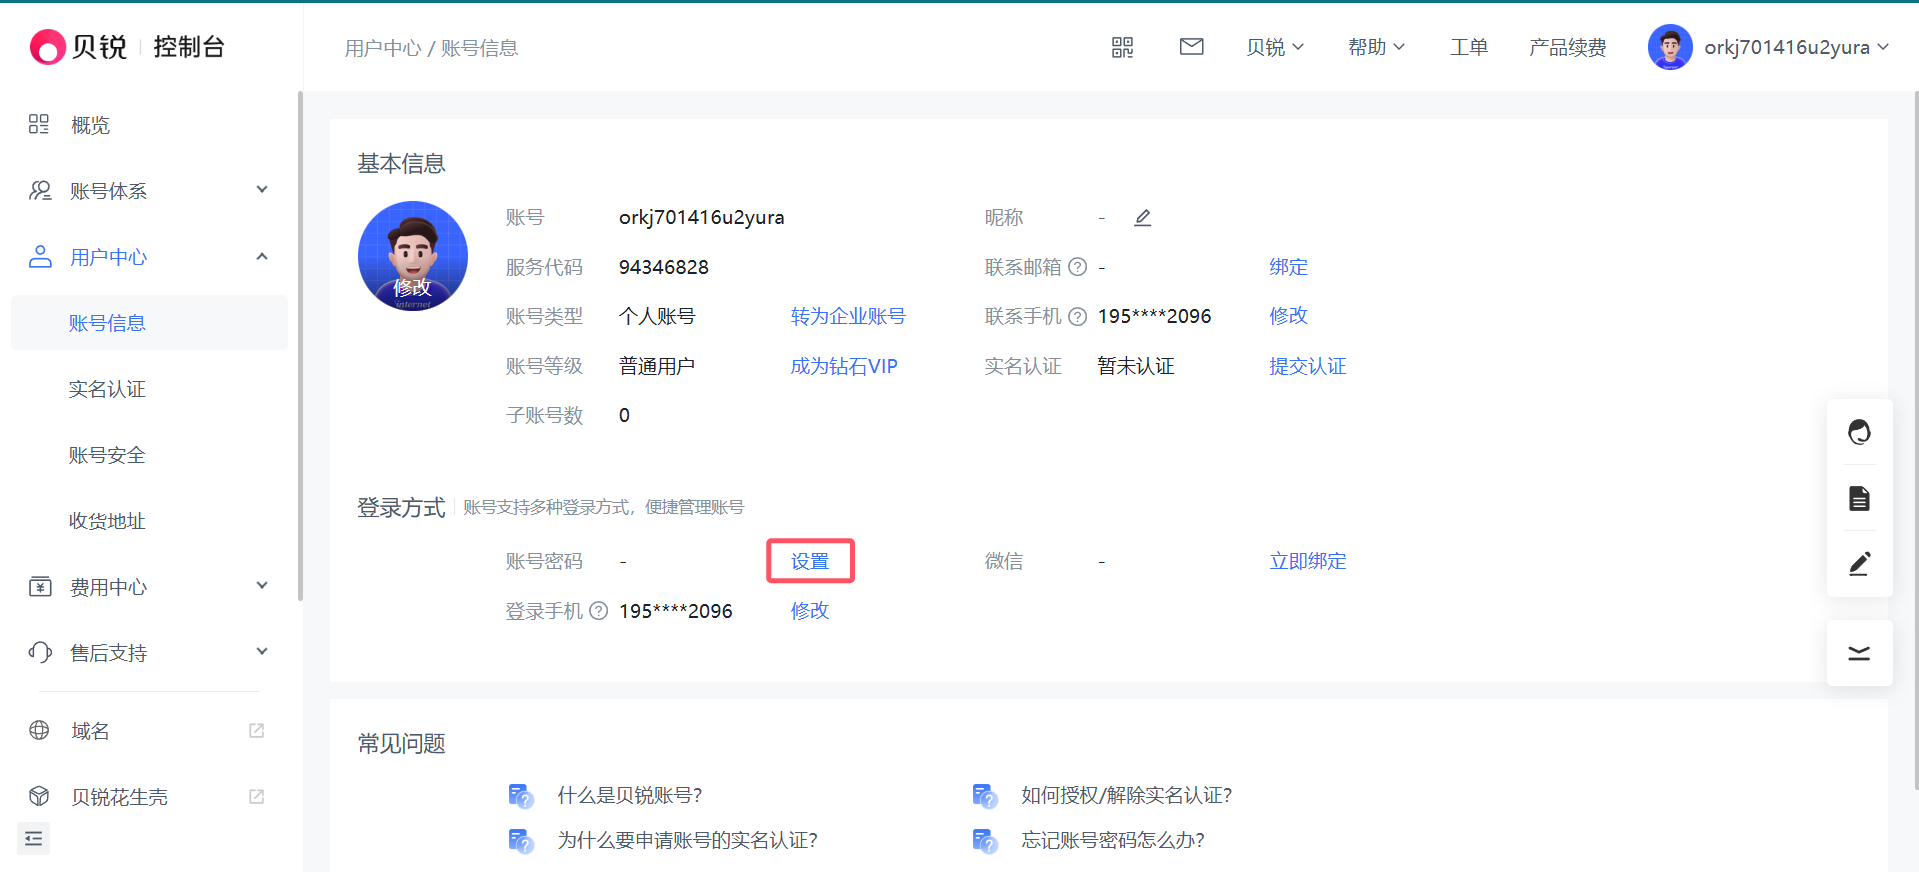 贝锐 控制台
用户中心 / 账号信息
贝锐 帮助 工单 产品续费 orkj701416u2yura
概览
账号体系
用户中心
账号信息
实名认证
账号安全
收货地址
费用中心
售后支持
域名
贝锐花生壳
基本信息
修改
internet
账号 orkj701416u2yura 昵称 -
服务代码 94346828 联系邮箱 ? - 绑定
账号类型 个人账号 转为企业账号 联系手机 ? 195****2096 修改
账号等级 普通用户 成为钻石VIP 实名认证 暂未认证 提交认证
子账号数 0
登录方式 账号支持多种登录方式，便捷管理账号
账号密码 - 设置 微信 - 立即绑定
登录手机 ? 195****2096 修改
常见问题
什么是贝锐账号? 如何授权/解除实名认证?
为什么要申请账号的实名认证? 忘记账号密码怎么办?